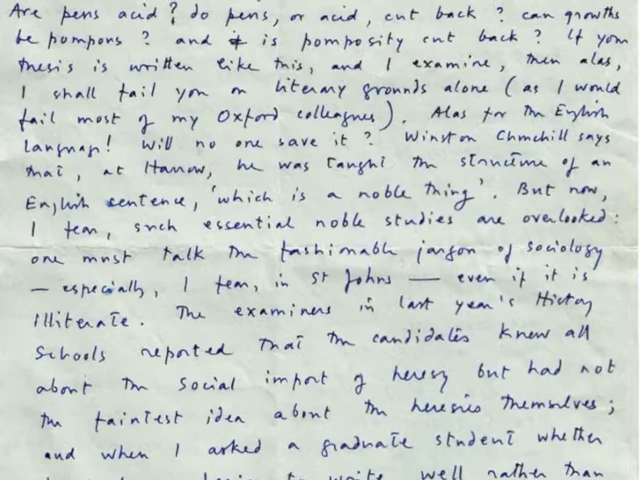 Are pens acid? do pens, or acid, cut back? can growths
be pompous? and is pomposity cut back? If your
thesis is written like this, and I examine, then alas,
I shall fail you on literary grounds alone (as I would
fail most of my Oxford colleagues). Alas for the English
language! Will no one save it? Winston Churchill says
that, at Harrow, he was taught the structure of an
English sentence, 'which is a noble thing'. But now,
I fear, such essential noble studies are overlooked:
one must talk the fashionable jargon of sociology
— especially, I fear, in St Johns — even if it is
illiterate. The examiners in last year's History
Schools reported that the candidates knew all
about the social import of heresy but had not
the faintest idea about the heresies themselves;
and when I asked a graduate student whether
to write well rather than